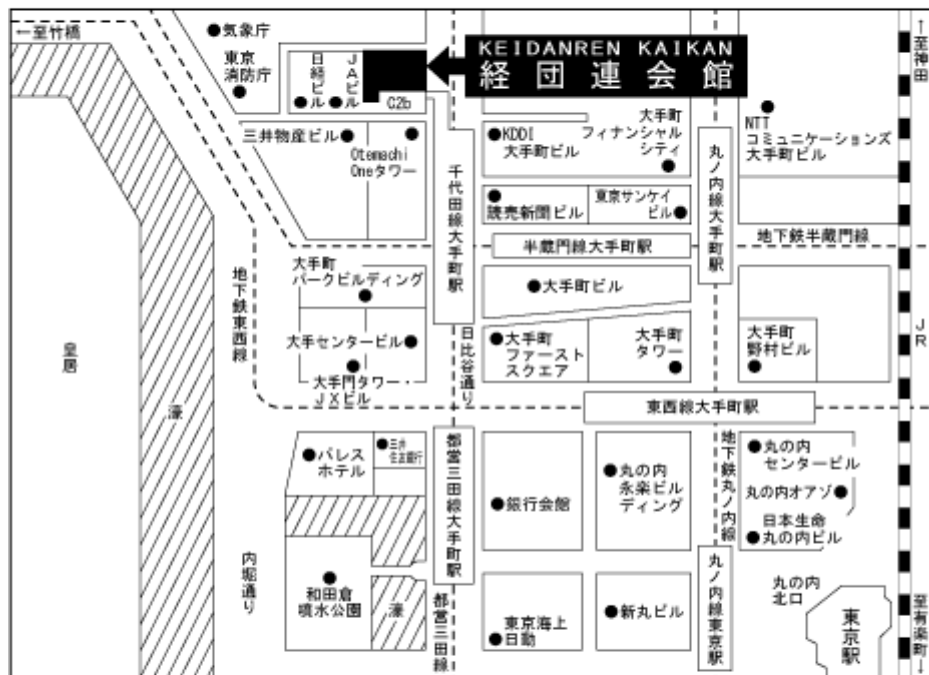 ←至竹橋
気象庁
東京
消防庁
日経ビル
JAビル
C2b
KEIDANREN KAIKAN
経団連会館
←至神田
三井物産ビル
Otemachi
Oneタワー
千代田線大手町駅
KDDI
大手町ビル
大手町
フィナンシャル
シティ
丸ノ内線大手町駅
NTT
コミュニケーションズ
大手町ビル
読売新聞ビル
東京サンケイ
ビル
半蔵門線大手町駅
地下鉄半蔵門線
地下鉄東西線
大手町
パークビルディング
大手町ビル
皇居
濠
大手センタービル
大手門タワー・
JXビル
日比谷通り
大手町
ファースト
スクエア
大手町
タワー
大手町
野村ビル
JR
東西線大手町駅
パレス
ホテル
三井
住友銀行
都営三田線大手町駅
銀行会館
丸の内
永楽ビル
ディング
地下鉄丸ノ内線
丸の内
センタービル
丸の内オアゾ
日本生命
丸の内ビル
内堀通り
和田倉
噴水公園
濠
都営三田線
東京海上
日動
新丸ビル
丸ノ内線東京駅
丸の内
北口
東京駅
至有楽町→